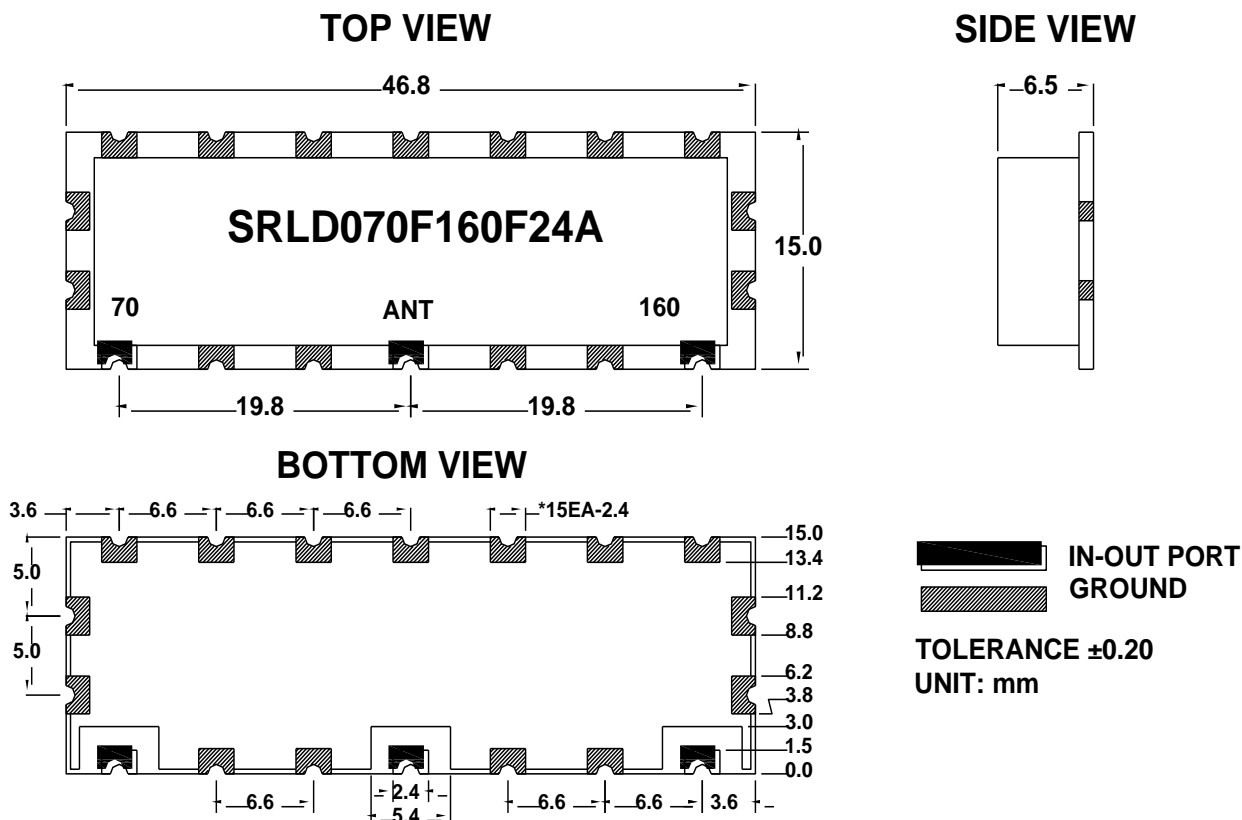 TOP VIEW
SIDE VIEW
46.8
6.5
SRLD070F160F24A
15.0
70
ANT
160
19.8
19.8
BOTTOM VIEW
3.6
6.6
6.6
6.6
*15EA-2.4
15.0
13.4
5.0
11.2
8.8
5.0
6.2
3.8
3.0
1.5
0.0
2.4
6.6
5.4
6.6
6.6
3.6
IN-OUT PORT
GROUND
TOLERANCE ±0.20
UNIT: mm